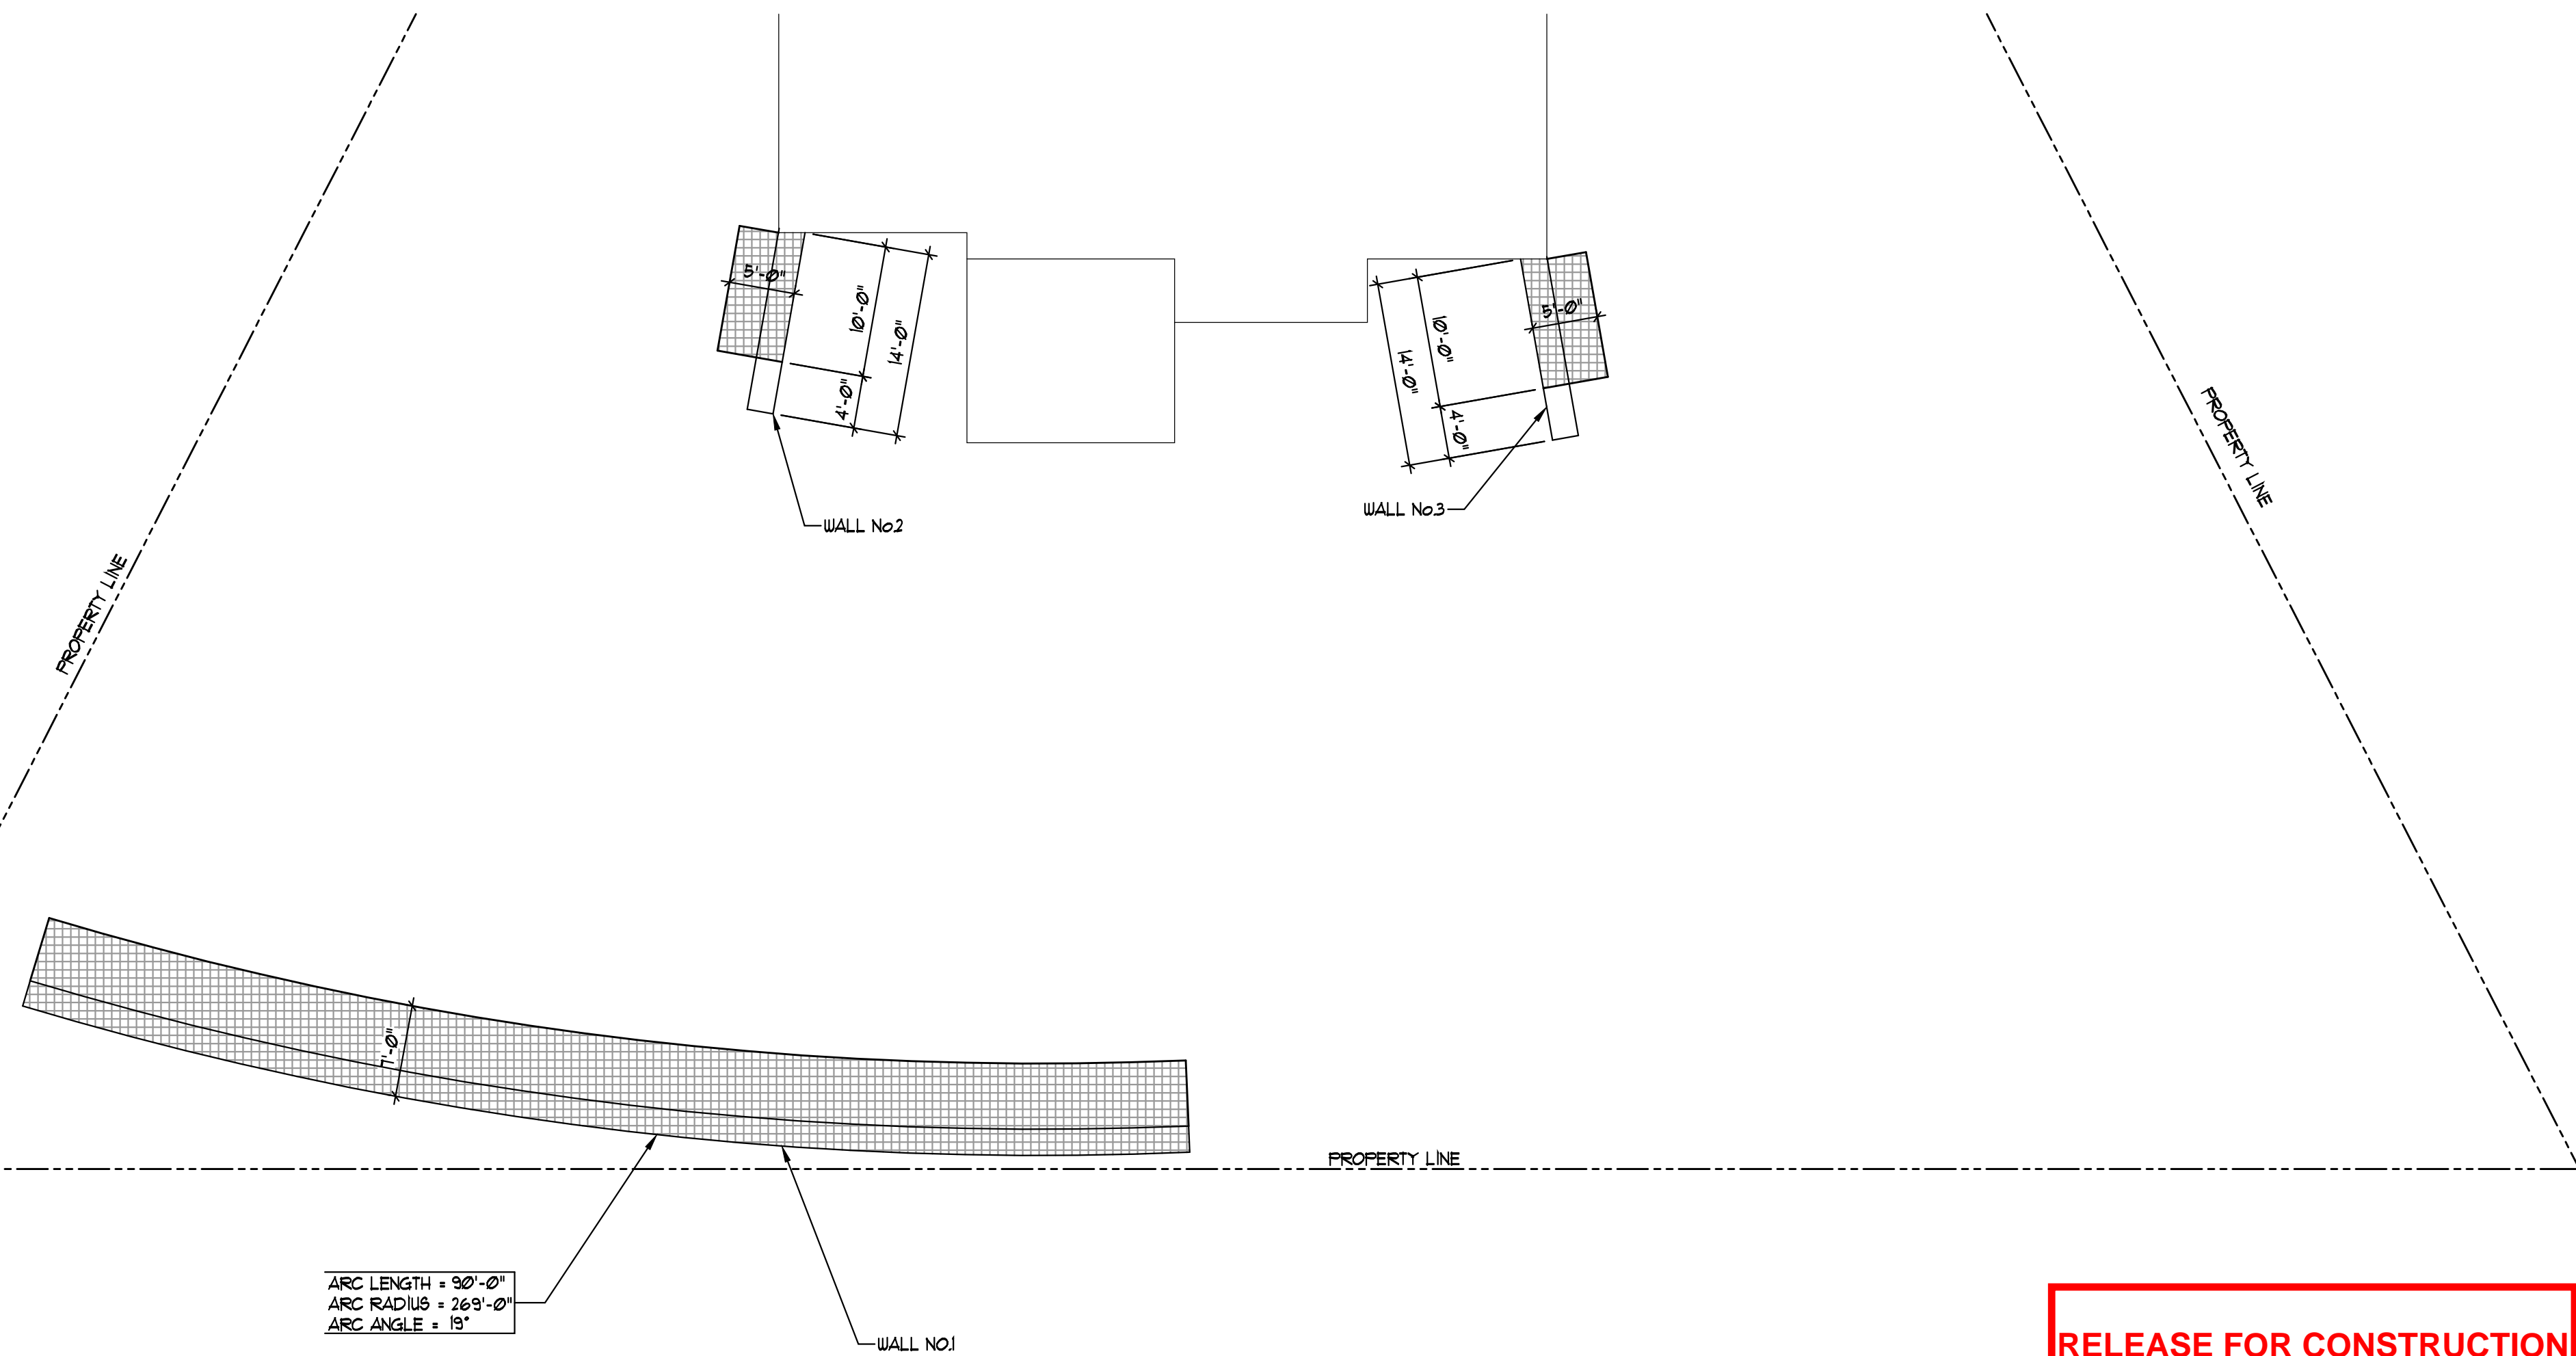 5'-0"
10'-0"
14'-0"
4'-0"
5'-0"
10'-0"
14'-0"
4'-0"
WALL No.2
WALL No.3
PROPERTY LINE
PROPERTY LINE
7'-0"
PROPERTY LINE
ARC LENGTH = 90'-0"
ARC RADIUS = 269'-0"
ARC ANGLE = 19°
WALL NO.1
RELEASE FOR CONSTRUCTION